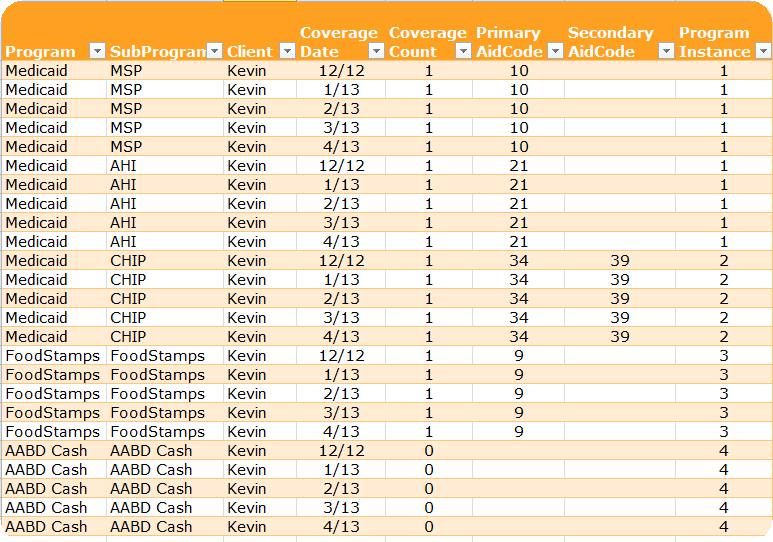 Coverage Coverage Primary Secondary Program
Program SubProgram Client Date Count AidCode AidCode Instance
Medicaid MSP Kevin 12/12 1 10 1
Medicaid MSP Kevin 1/13 1 10 1
Medicaid MSP Kevin 2/13 1 10 1
Medicaid MSP Kevin 3/13 1 10 1
Medicaid MSP Kevin 4/13 1 10 1
Medicaid AHI Kevin 12/12 1 21 1
Medicaid AHI Kevin 1/13 1 21 1
Medicaid AHI Kevin 2/13 1 21 1
Medicaid AHI Kevin 3/13 1 21 1
Medicaid AHI Kevin 4/13 1 21 1
Medicaid CHIP Kevin 12/12 1 34 39 2
Medicaid CHIP Kevin 1/13 1 34 39 2
Medicaid CHIP Kevin 2/13 1 34 39 2
Medicaid CHIP Kevin 3/13 1 34 39 2
Medicaid CHIP Kevin 4/13 1 34 39 2
FoodStamps FoodStamps Kevin 12/12 1 9 3
FoodStamps FoodStamps Kevin 1/13 1 9 3
FoodStamps FoodStamps Kevin 2/13 1 9 3
FoodStamps FoodStamps Kevin 3/13 1 9 3
FoodStamps FoodStamps Kevin 4/13 1 9 3
AABD Cash AABD Cash Kevin 12/12 0 4
AABD Cash AABD Cash Kevin 1/13 0 4
AABD Cash AABD Cash Kevin 2/13 0 4
AABD Cash AABD Cash Kevin 3/13 0 4
AABD Cash AABD Cash Kevin 4/13 0 4